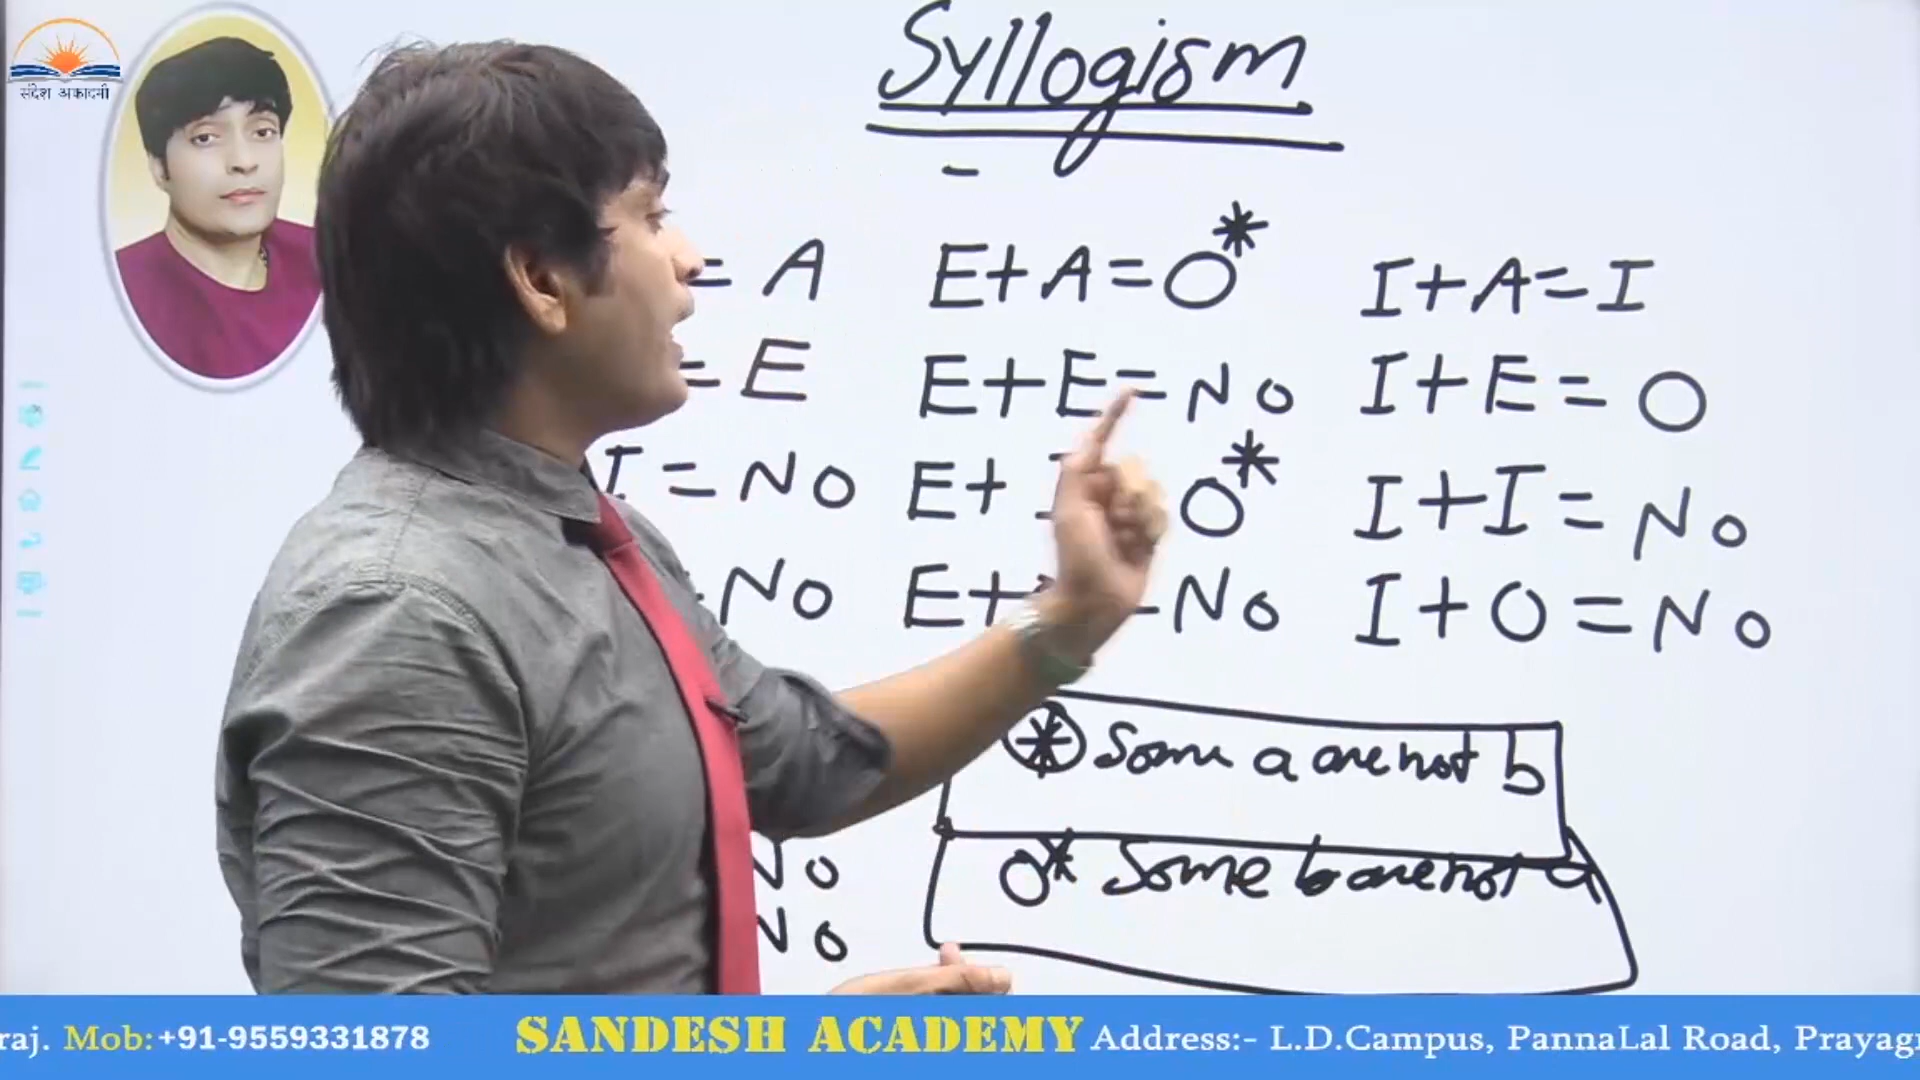 संदेश अकादमी
Syllogism
= A E+A=O* I+A=I
= E E+E=No I+E=O
I=No E+ O* I+I=No
No E+ No I+O=No
* Some a are not b
O* Some b are not a
No
No
raj. Mob:+91-9559331878 SANDESH ACADEMY Address:- L.D.Campus, PannaLal Road, Prayag